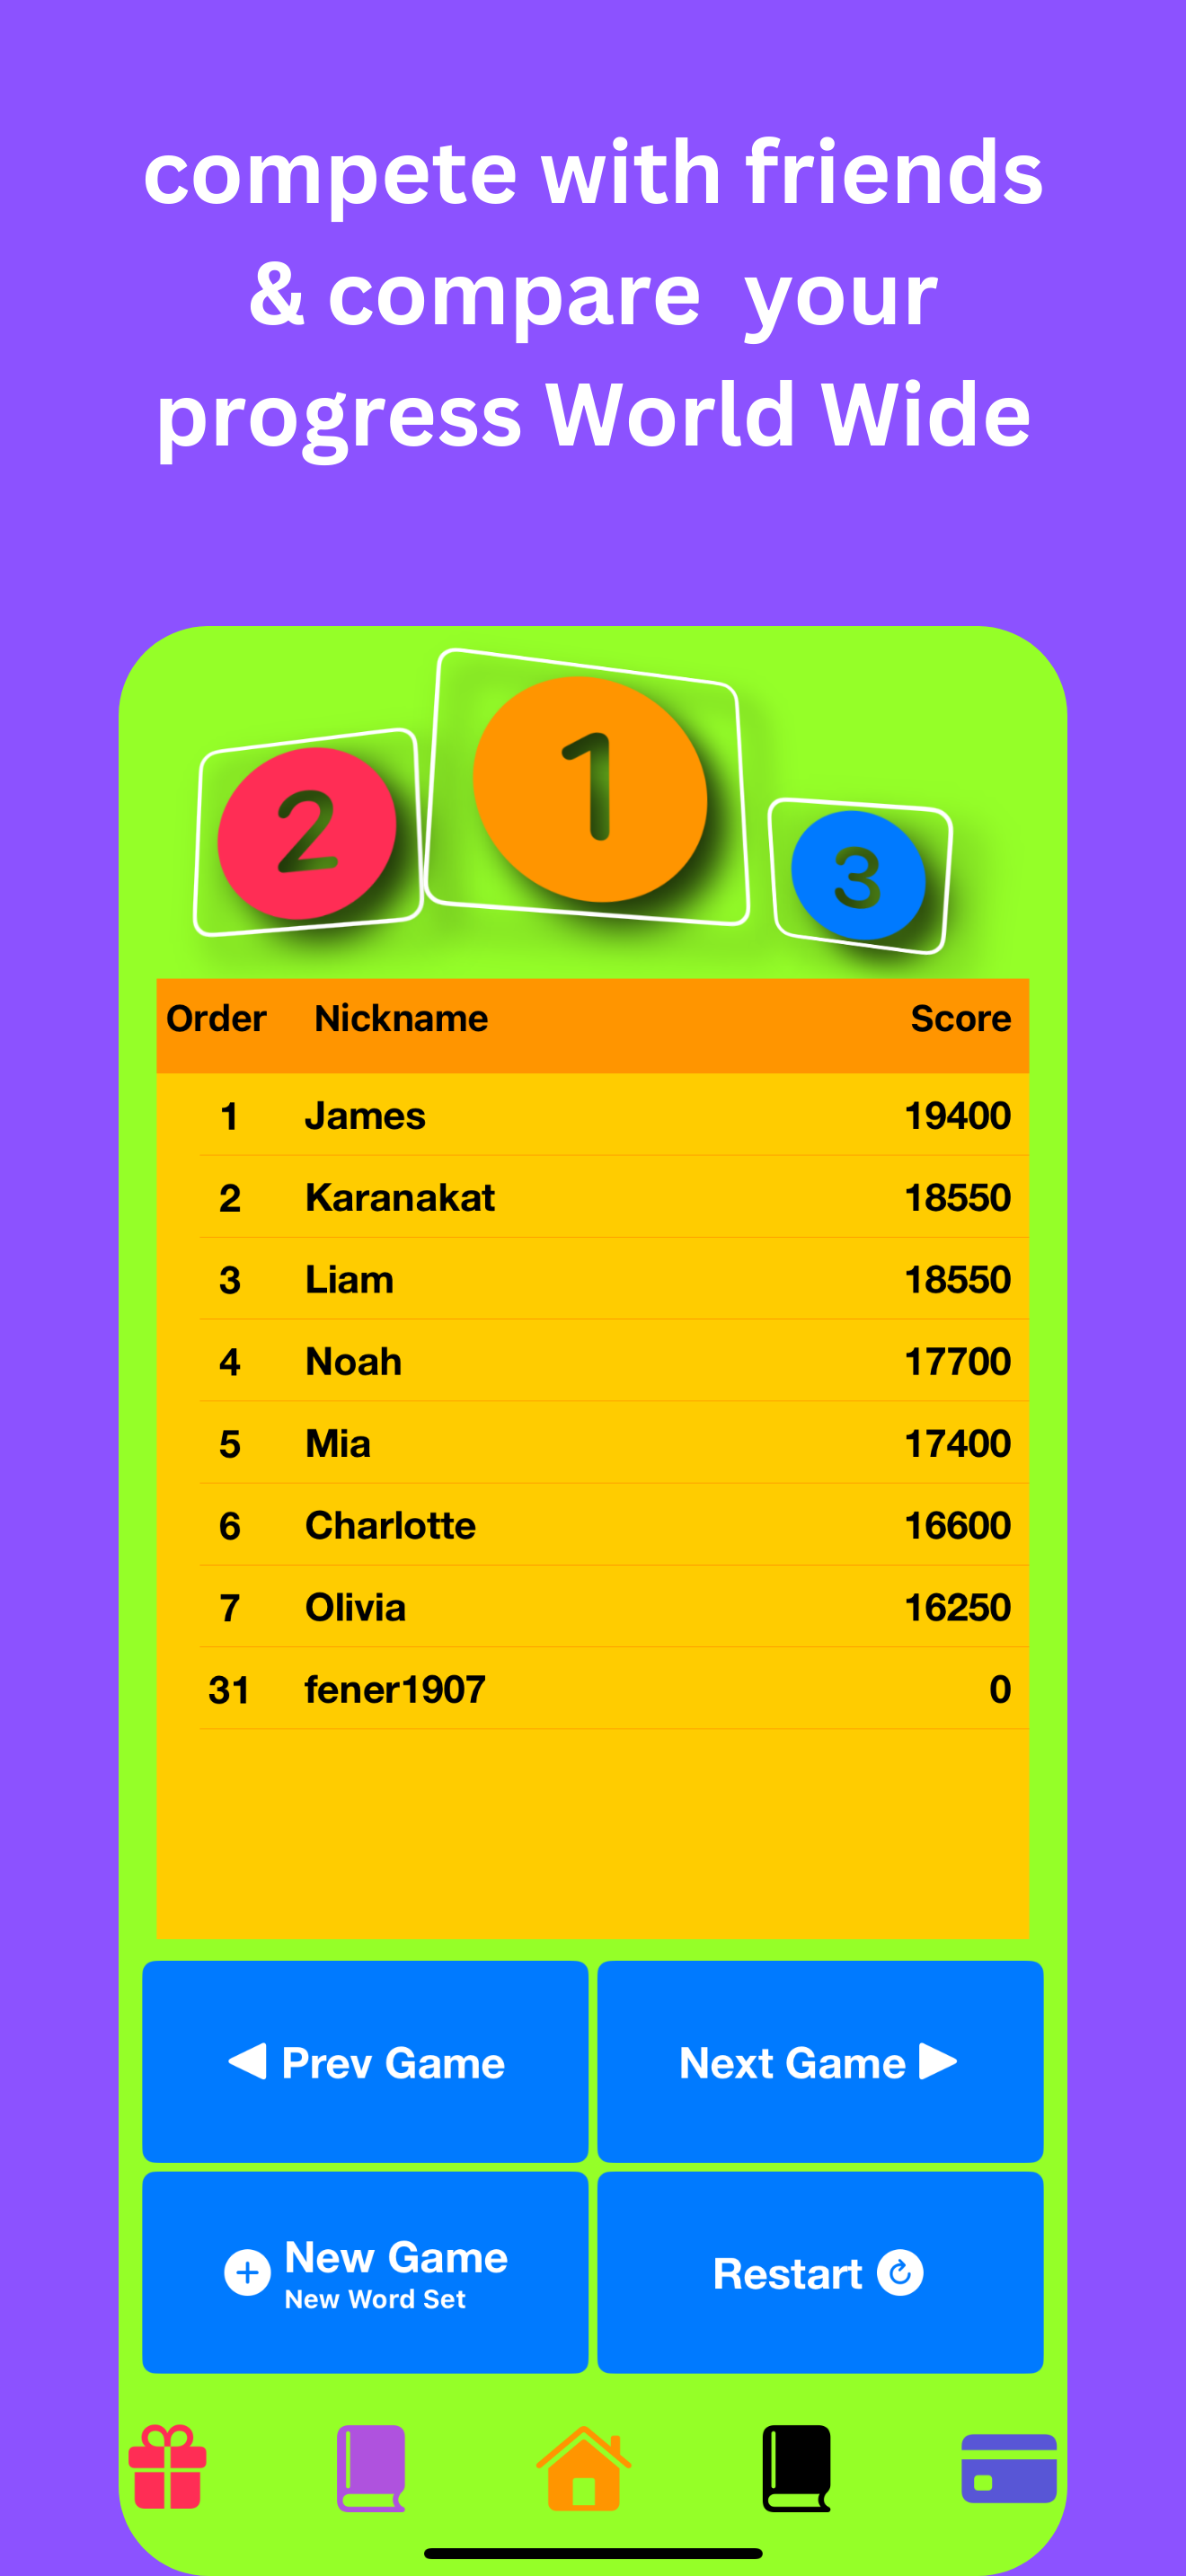 compete with friends
& compare your
progress World Wide
2 1 3
Order Nickname Score
1 James 19400
2 Karanakat 18550
3 Liam 18550
4 Noah 17700
5 Mia 17400
6 Charlotte 16600
7 Olivia 16250
31 fener1907 0
Prev Game Next Game
New Game
New Word Set
Restart